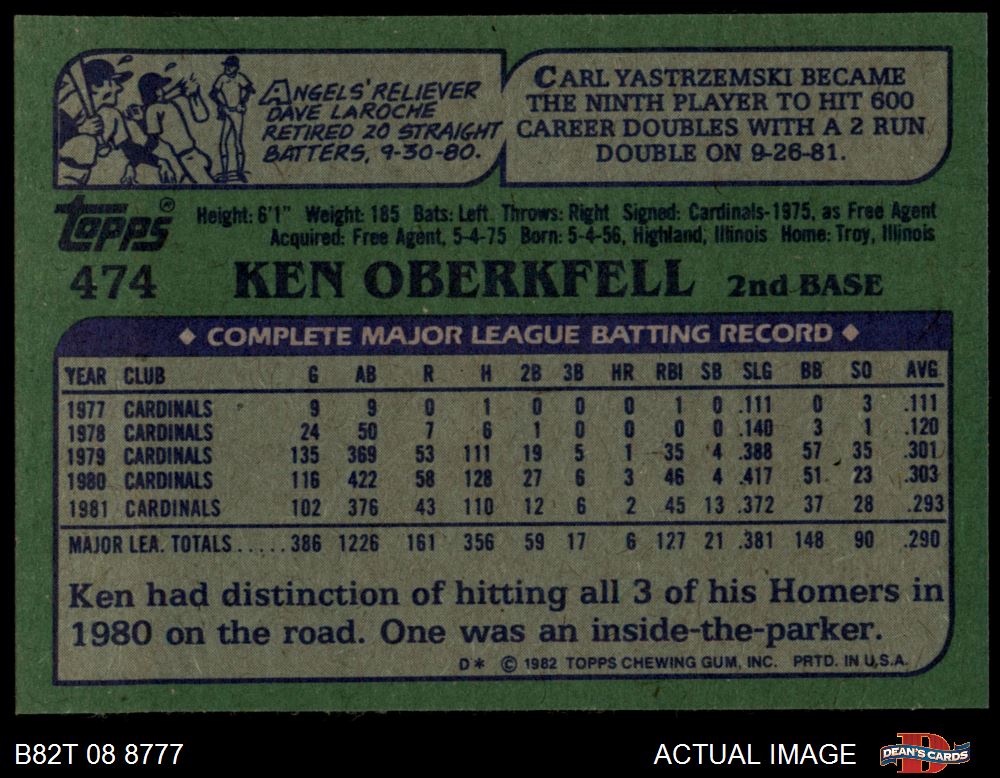 ANGELS' RELIEVER
DAVE LAROCHE
RETIRED 20 STRAIGHT
BATTERS, 9-30-80.
CARL YASTRZEMSKI BECAME
THE NINTH PLAYER TO HIT 600
CAREER DOUBLES WITH A 2 RUN
DOUBLE ON 9-26-81.
topps®
Height: 6'1" Weight: 185 Bats: Left Throws: Right Signed: Cardinals-1975, as Free Agent
Acquired: Free Agent, 5-4-75 Born: 5-4-56, Highland, Illinois Home: Troy, Illinois
474 KEN OBERKFELL 2nd BASE
◆ COMPLETE MAJOR LEAGUE BATTING RECORD ◆
YEAR CLUB G AB R H 2B 3B HR RBI SB SLG BB SO AVG
1977 CARDINALS 9 9 0 1 0 0 0 1 0 .111 0 3 .111
1978 CARDINALS 24 50 7 6 1 0 0 0 0 .140 3 1 .120
1979 CARDINALS 135 369 53 111 19 5 1 35 4 .388 57 35 .301
1980 CARDINALS 116 422 58 128 27 6 3 46 4 .417 51 23 .303
1981 CARDINALS 102 376 43 110 12 6 2 45 13 .372 37 28 .293
MAJOR LEA. TOTALS..... 386 1226 161 356 59 17 6 127 21 .381 148 90 .290
Ken had distinction of hitting all 3 of his Homers in
1980 on the road. One was an inside-the-parker.
D* © 1982 TOPPS CHEWING GUM, INC. PRTD. IN U.S.A.
B82T 08 8777 ACTUAL IMAGE DEAN'S CARDS